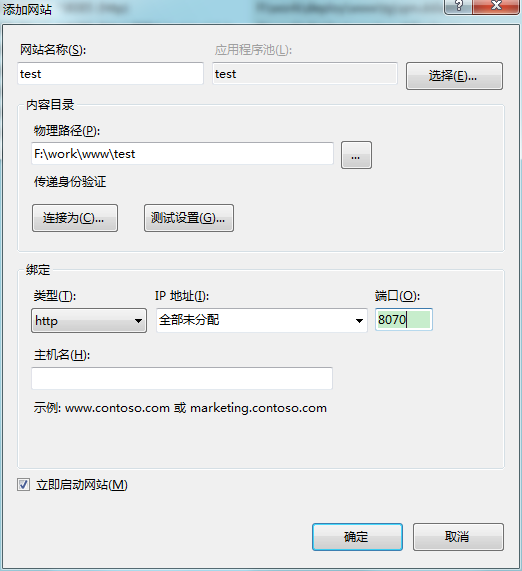 添加网站
网站名称(S):
应用程序池(L):
test
test
选择(E)...
内容目录
物理路径(P):
F:\work\www\test
...
传递身份验证
连接为(C)...
测试设置(G)...
绑定
类型(T):
IP 地址(I):
端口(O):
http
全部未分配
8070
主机名(H):
示例: www.contoso.com 或 marketing.contoso.com
立即启动网站(M)
确定
取消